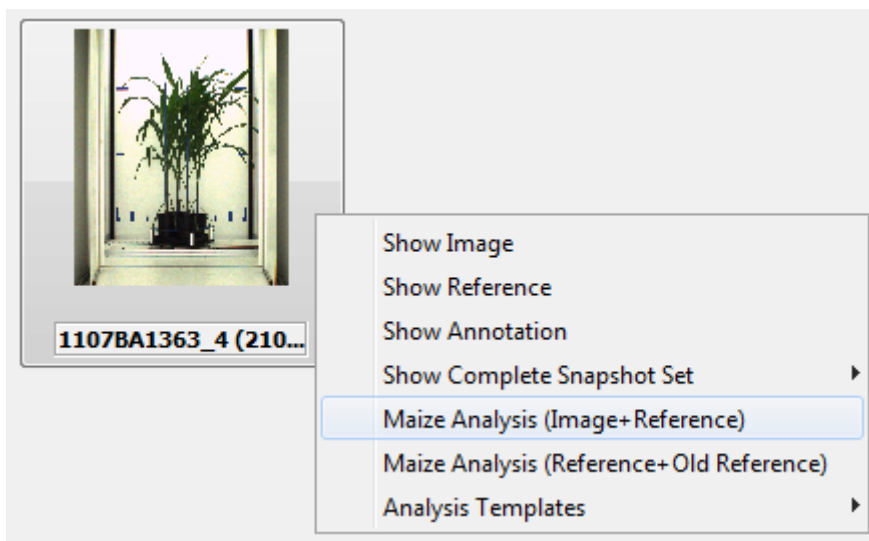 1107BA1363_4 (210...
Show Image
Show Reference
Show Annotation
Show Complete Snapshot Set
Maize Analysis (Image+Reference)
Maize Analysis (Reference+Old Reference)
Analysis Templates